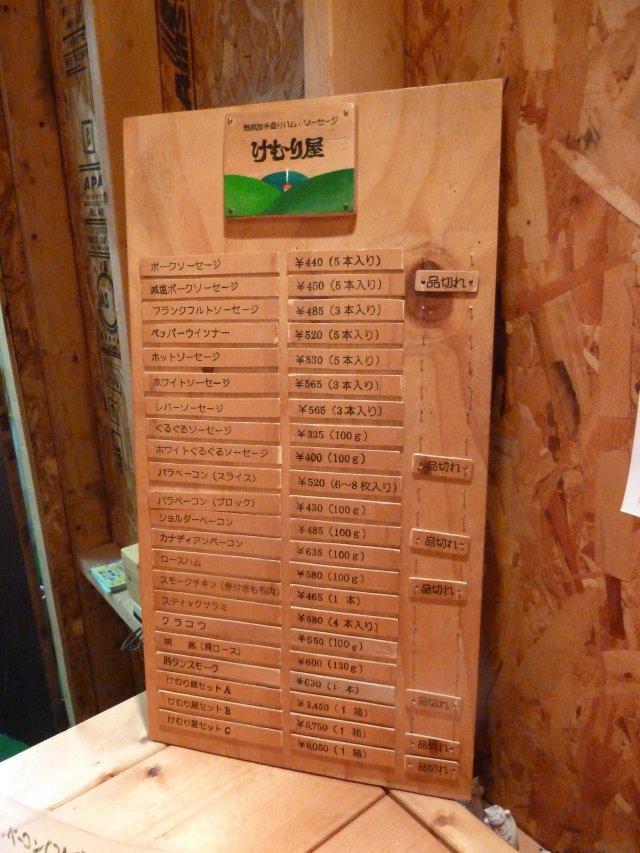 無添加手造りハム・ソーセージ
けむり屋
ポークソーセージ ¥440（5本入り）
減塩ポークソーセージ ¥450（5本入り） 品切れ
フランクフルトソーセージ ¥485（3本入り）
ペッパーウインナー ¥520（5本入り）
ホットソーセージ ¥530（5本入り）
ホワイトソーセージ ¥565（3本入り）
レバーソーセージ ¥565（3本入り）
ぐるぐるソーセージ ¥335（100g）
ホワイトぐるぐるソーセージ ¥400（100g） 品切れ
バラベーコン（スライス） ¥520（6〜8枚入り）
バラベーコン（ブロック） ¥430（100g）
ショルダーベーコン ¥485（100g） 品切れ
カナディアンベーコン ¥635（100g）
ロースハム ¥580（100g） 品切れ
スモークチキン（骨付きもも肉） ¥465（1本）
スティックサラミ ¥580（4本入り）
クラコウ ¥550（100g）
焼 豚（肩ロース） ¥600（130g）
豚タンスモーク ¥630（1本） 品切れ
けむり屋セットA ¥3,450（1箱）
けむり屋セットB ¥5,750（1箱） 品切れ
けむり屋セットC ¥8,050（1箱） 品切れ